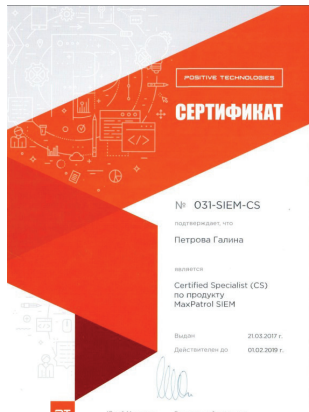 POSITIVE TECHNOLOGIES
СЕРТИФИКАТ
№ 031-SIEM-CS
подтверждает, что
Петрова Галина
является
Certified Specialist (CS)
по продукту
MaxPatrol SIEM
Выдан 21.03.2017 г.
Действителен до 01.02.2019 г.